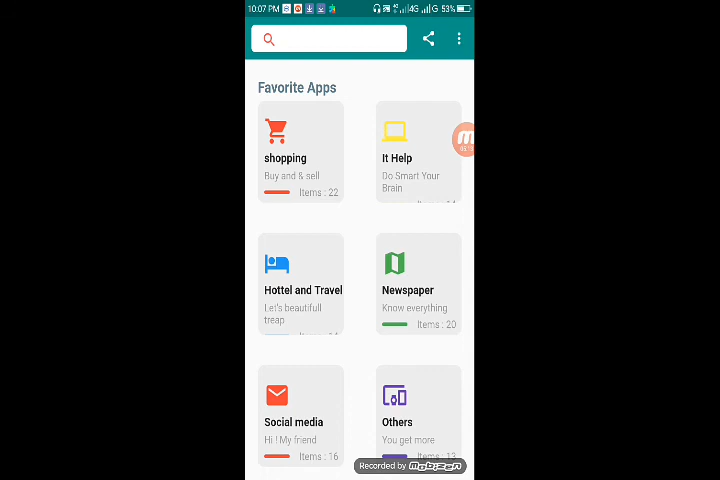 10:07 PM 4G G 53%
Favorite Apps
shopping
Buy and & sell
Items : 22
It Help
Do Smart Your
Brain
Hottel and Travel
Let's beautifull
treap
Newspaper
Know everything
Items : 20
Social media
Hi ! My friend
Items : 16
Others
You get more
Items : 13
Recorded by mobizen